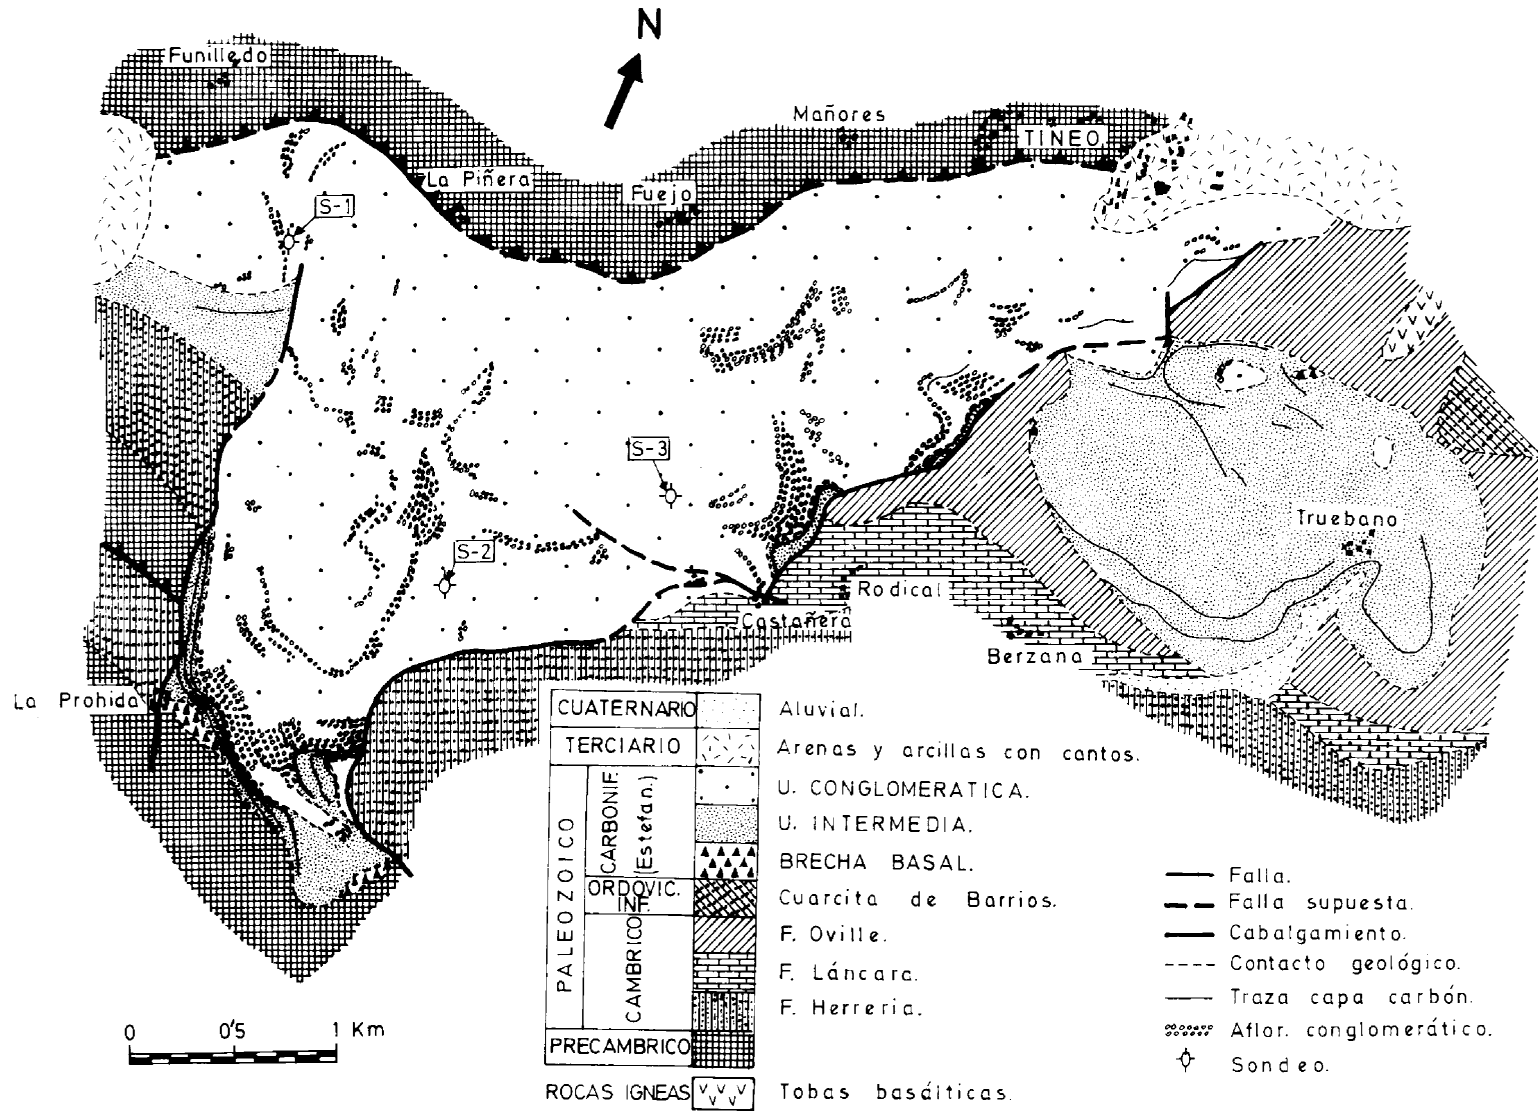 N
Funilledo
Mañores
TINEO
La Piñera
Fuejo
S-1
S-3
Truebano
S-2
Rodical
Castañera
Berzana
La Prohida
CUATERNARIO Aluvial.
TERCIARIO Arenas y arcillas con cantos.
PALEOZOICO
CARBONIF. (Estefan.)
U. CONGLOMERATICA.
U. INTERMEDIA.
BRECHA BASAL.
ORDOVIC. INF. Cuarcita de Barrios.
CAMBRICO
F. Oville.
F. Láncara.
F. Herreria.
PRECAMBRICO
ROCAS IGNEAS Tobas basálticas.
Falla.
Falla supuesta.
Cabalgamiento.
Contacto geológico.
Traza capa carbón.
Aflor. conglomerático.
Sondeo.
0 0'5 1 Km